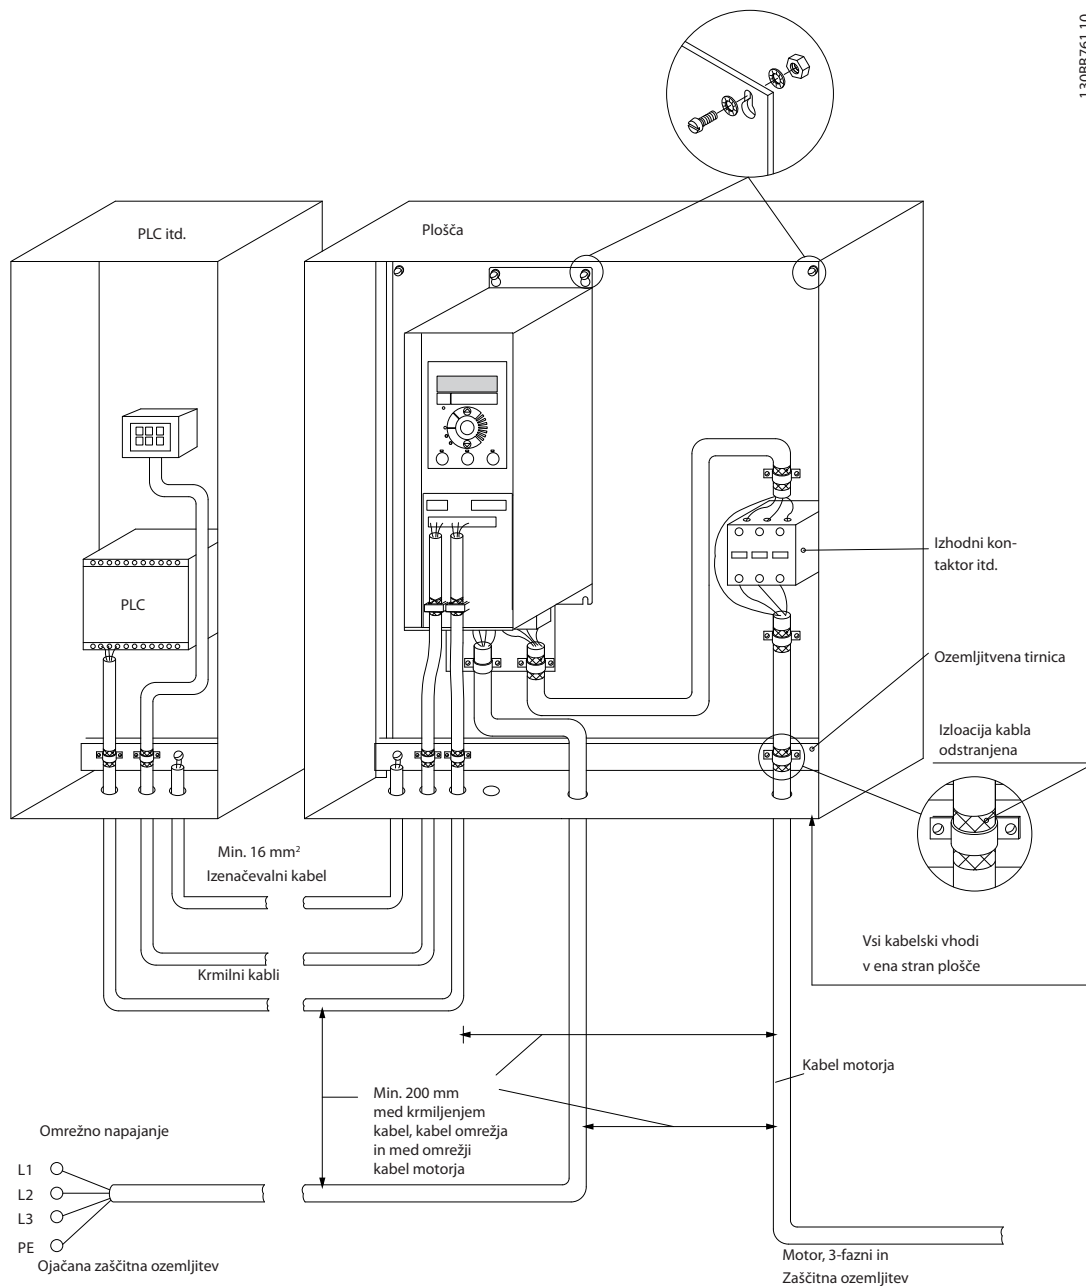 130BB761.10
PLC itd.
Plošča
PLC
Izhodni kon-
taktor itd.
Ozemljitvena tirnica
Izloacija kabla
odstranjena
Min. 16 mm²
Izenačevalni kabel
Vsi kabelski vhodi
v ena stran plošče
Krmilni kabli
Kabel motorja
Min. 200 mm
med krmiljenjem
kabel, kabel omrežja
in med omrežji
kabel motorja
Omrežno napajanje
L1
L2
L3
PE
Ojačana zaščitna ozemljitev
Motor, 3-fazni in
Zaščitna ozemljitev